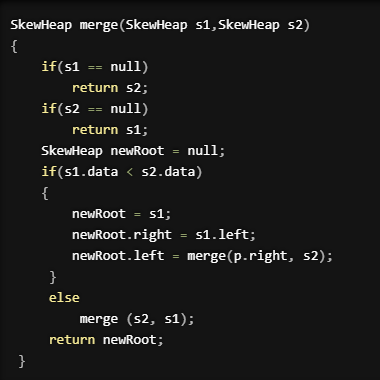 SkewHeap merge(SkewHeap s1,SkewHeap s2)
{
    if(s1 == null)
        return s2;
    if(s2 == null)
        return s1;
    SkewHeap newRoot = null;
    if(s1.data < s2.data)
    {
        newRoot = s1;
        newRoot.right = s1.left;
        newRoot.left = merge(p.right, s2);
     }
     else
         merge (s2, s1);
     return newRoot;
 }